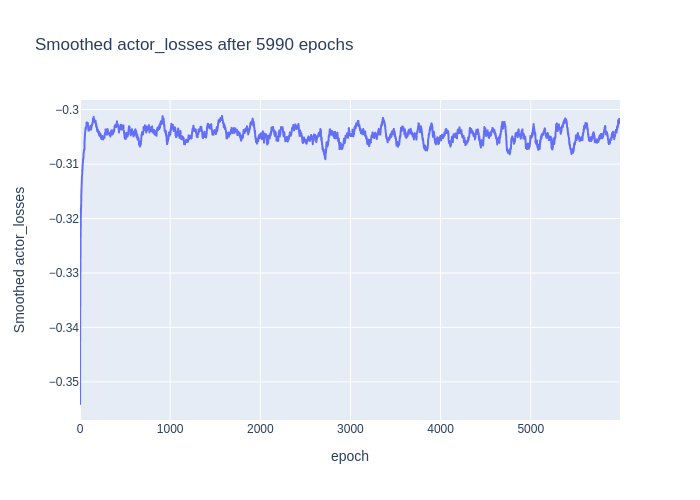 Smoothed actor_losses after 5990 epochs
−0.3
−0.31
−0.32
−0.33
−0.34
−0.35
Smoothed actor_losses
0 1000 2000 3000 4000 5000
epoch